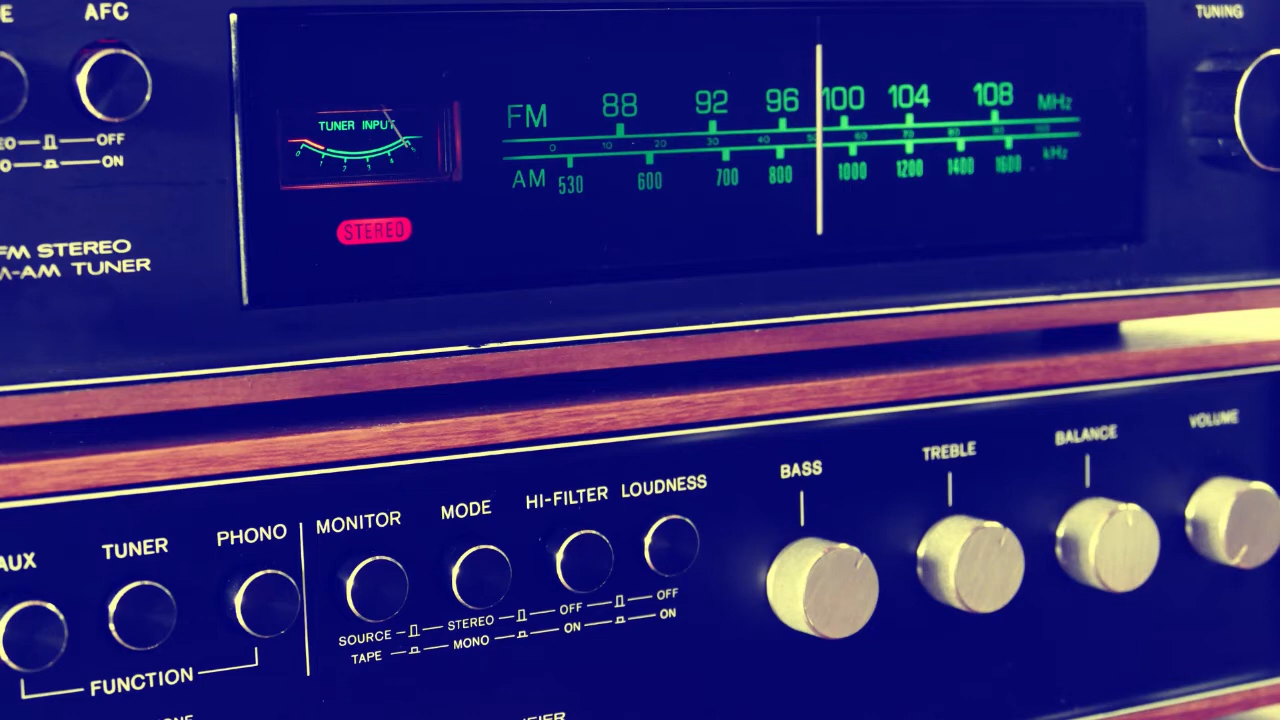 AFC
TUNING
OFF
ON
FM STEREO
AM TUNER
TUNER INPUT
STEREO
FM 88 92 96 100 104 108 MHz
0 10 20 30 40 50 60 70 80 100
AM 530 600 700 800 1000 1200 1400 1600 kHz
AUX TUNER PHONO
FUNCTION
MONITOR MODE HI-FILTER LOUDNESS
SOURCE STEREO OFF OFF
TAPE MONO ON ON
BASS TREBLE BALANCE VOLUME